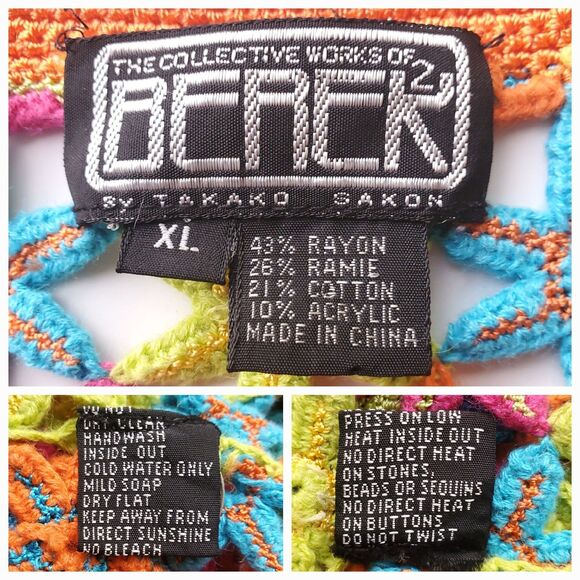 THE COLLECTIVE WORKS OF
BEREK 2
BY TAKAKO SAKON
XL
43% RAYON
26% RAMIE
21% COTTON
10% ACRYLIC
MADE IN CHINA
DO NOT
DRY CLEAN
HANDWASH
INSIDE OUT
COLD WATER ONLY
MILD SOAP
DRY FLAT
KEEP AWAY FROM
DIRECT SUNSHINE
NO BLEACH
PRESS ON LOW
HEAT INSIDE OUT
NO DIRECT HEAT
ON STONES,
BEADS OR SEQUINS
NO DIRECT HEAT
ON BUTTONS
DO NOT TWIST